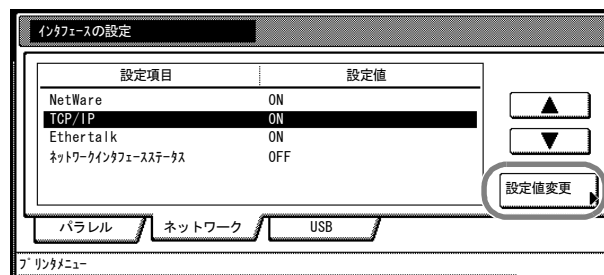 ｲﾝﾀﾌｪｰｽの設定
設定項目 設定値
NetWare ON
TCP/IP ON
Ethertalk ON
ﾈｯﾄﾜｰｸｲﾝﾀﾌｪｰｽｽﾃｰﾀｽ OFF
設定値変更
パラレル ネットワーク USB
ﾌﾟﾘﾝﾀﾒﾆｭｰ